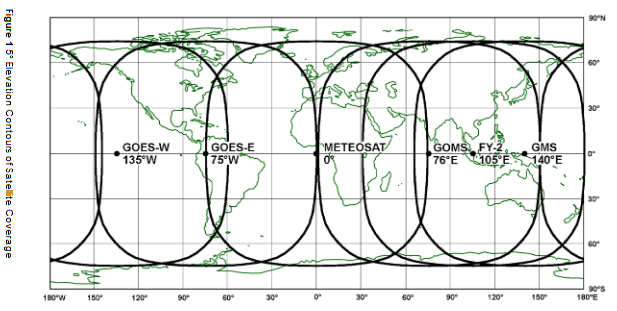 Figure 1 5° Elevation Contours of Satellite Coverage
90°N
60°
30°
0°
30°
60°
90°S
GOES-W
135°W
GOES-E
75°W
METEOSAT
0°
GOMS
76°E
FY-2
105°E
GMS
140°E
180°W 150° 120° 90° 60° 30° 0° 30° 60° 90° 120° 150° 180°E